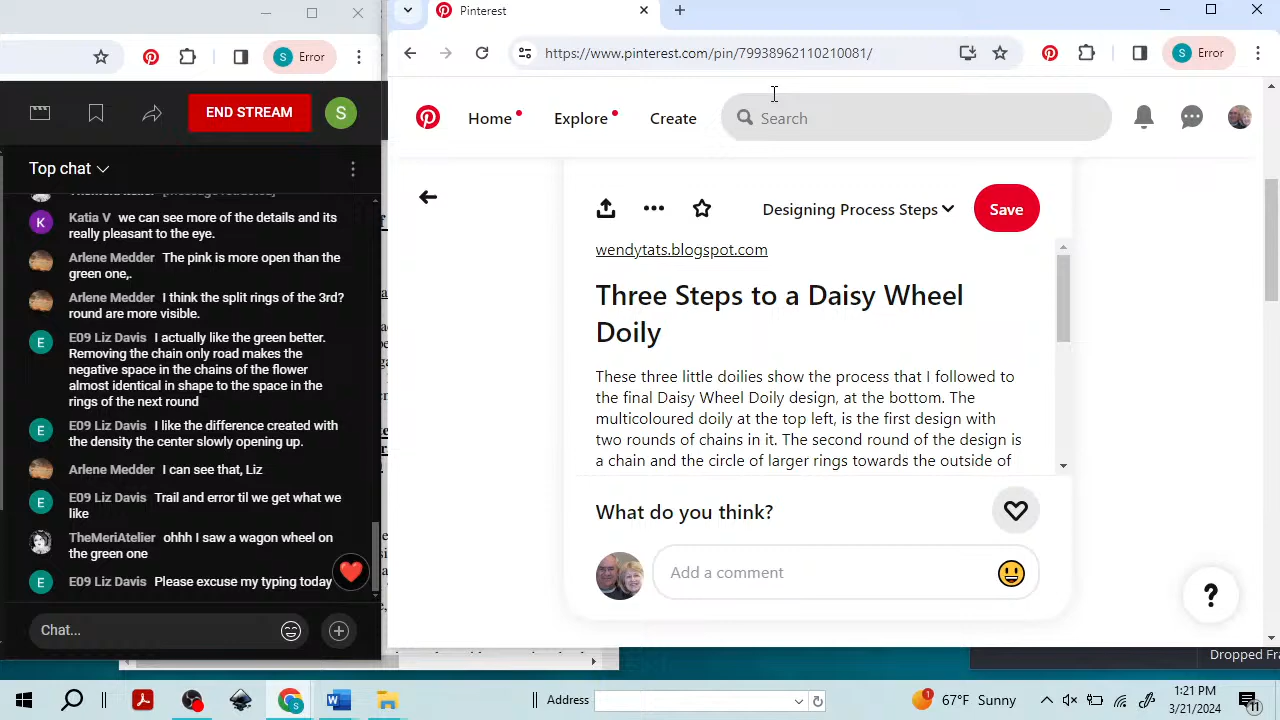 Pinterest
https://www.pinterest.com/pin/79938962110210081/
Error
Error
END STREAM
S
Home
Explore
Create
Search
Top chat
Katia V we can see more of the details and its
really pleasant to the eye.
Arlene Medder The pink is more open than the
green one,.
Arlene Medder I think the split rings of the 3rd?
round are more visible.
E09 Liz Davis I actually like the green better.
Removing the chain only road makes the
negative space in the chains of the flower
almost identical in shape to the space in the
rings of the next round
E09 Liz Davis I like the difference created with
the density the center slowly opening up.
Arlene Medder I can see that, Liz
E09 Liz Davis Trail and error til we get what we
like
TheMeriAtelier ohhh I saw a wagon wheel on
the green one
E09 Liz Davis Please excuse my typing today
Chat...
Designing Process Steps
Save
wendytats.blogspot.com
Three Steps to a Daisy Wheel
Doily
These three little doilies show the process that I followed to
the final Daisy Wheel Doily design, at the bottom. The
multicoloured doily at the top left, is the first design with
two rounds of chains in it. The second round of the design is
a chain and the circle of larger rings towards the outside of
What do you think?
Add a comment
?
Dropped Fra
Address
67°F Sunny
1:21 PM
3/21/2024